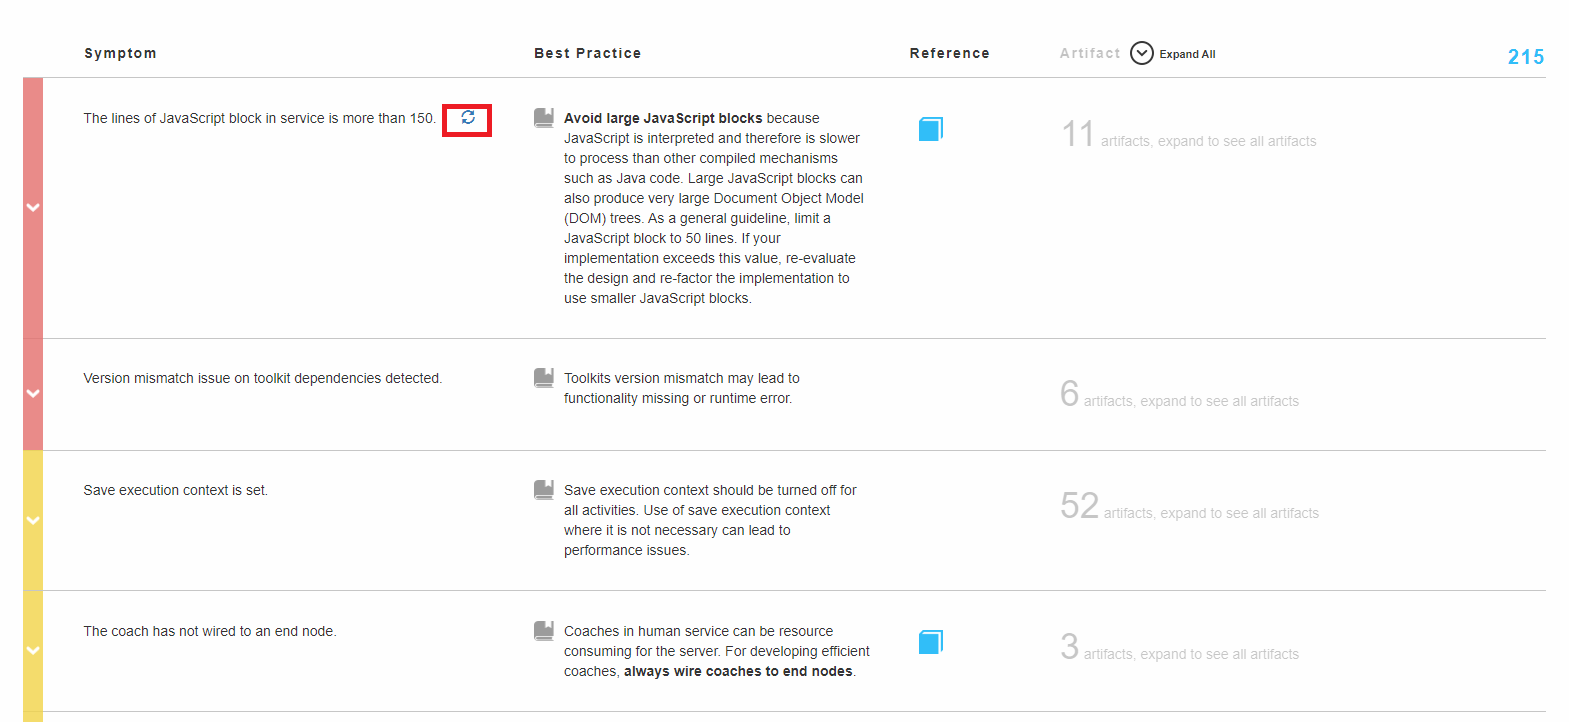 Symptom Best Practice Reference Artifact Expand All 215
The lines of JavaScript block in service is more than 150.
Avoid large JavaScript blocks because
JavaScript is interpreted and therefore is slower
to process than other compiled mechanisms
such as Java code. Large JavaScript blocks can
also produce very large Document Object Model
(DOM) trees. As a general guideline, limit a
JavaScript block to 50 lines. If your
implementation exceeds this value, re-evaluate
the design and re-factor the implementation to
use smaller JavaScript blocks.
11 artifacts, expand to see all artifacts
Version mismatch issue on toolkit dependencies detected.
Toolkits version mismatch may lead to
functionality missing or runtime error.
6 artifacts, expand to see all artifacts
Save execution context is set.
Save execution context should be turned off for
all activities. Use of save execution context
where it is not necessary can lead to
performance issues.
52 artifacts, expand to see all artifacts
The coach has not wired to an end node.
Coaches in human service can be resource
consuming for the server. For developing efficient
coaches, always wire coaches to end nodes.
3 artifacts, expand to see all artifacts